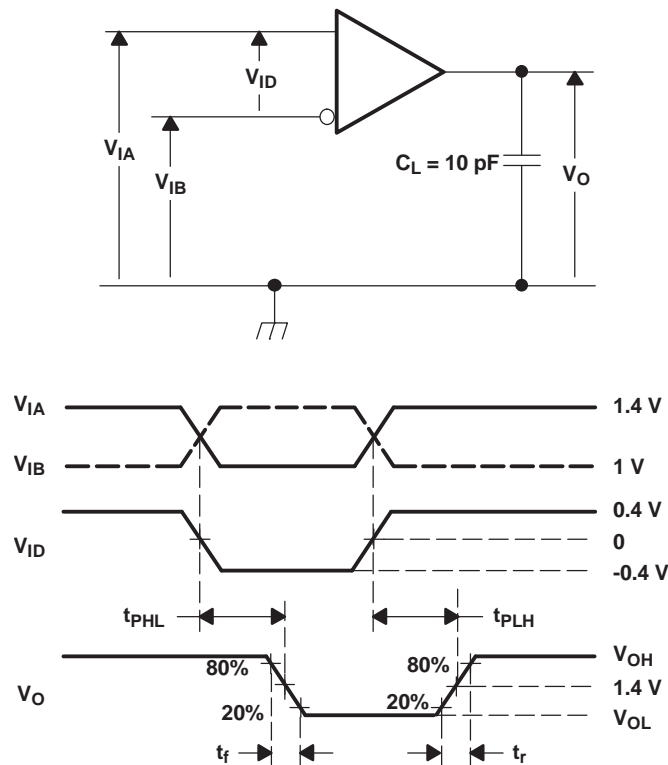 V_ID
V_IA
V_IB
C_L = 10 pF
V_O
V_IA
1.4 V
V_IB
1 V
0.4 V
V_ID
0
-0.4 V
t_PHL
t_PLH
V_OH
80%
80%
V_O
1.4 V
20%
20%
V_OL
t_f
t_r